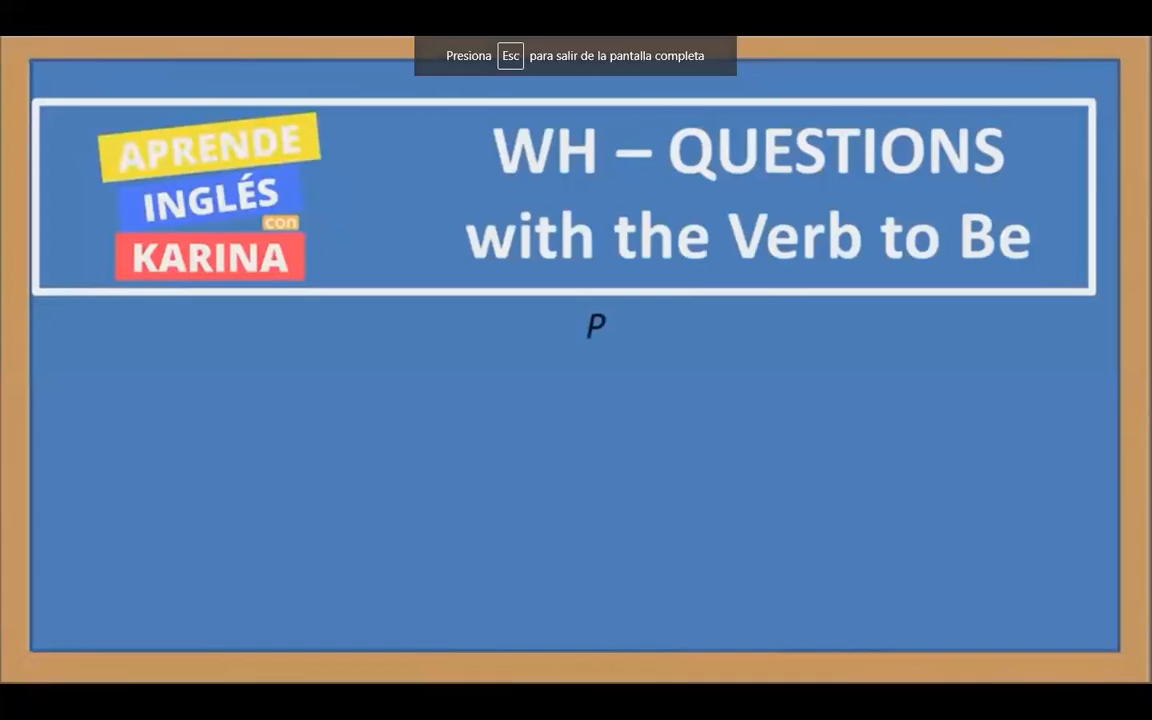 Presiona Esc para salir de la pantalla completa
APRENDE
INGLÉS
con
KARINA
WH – QUESTIONS
with the Verb to Be
P